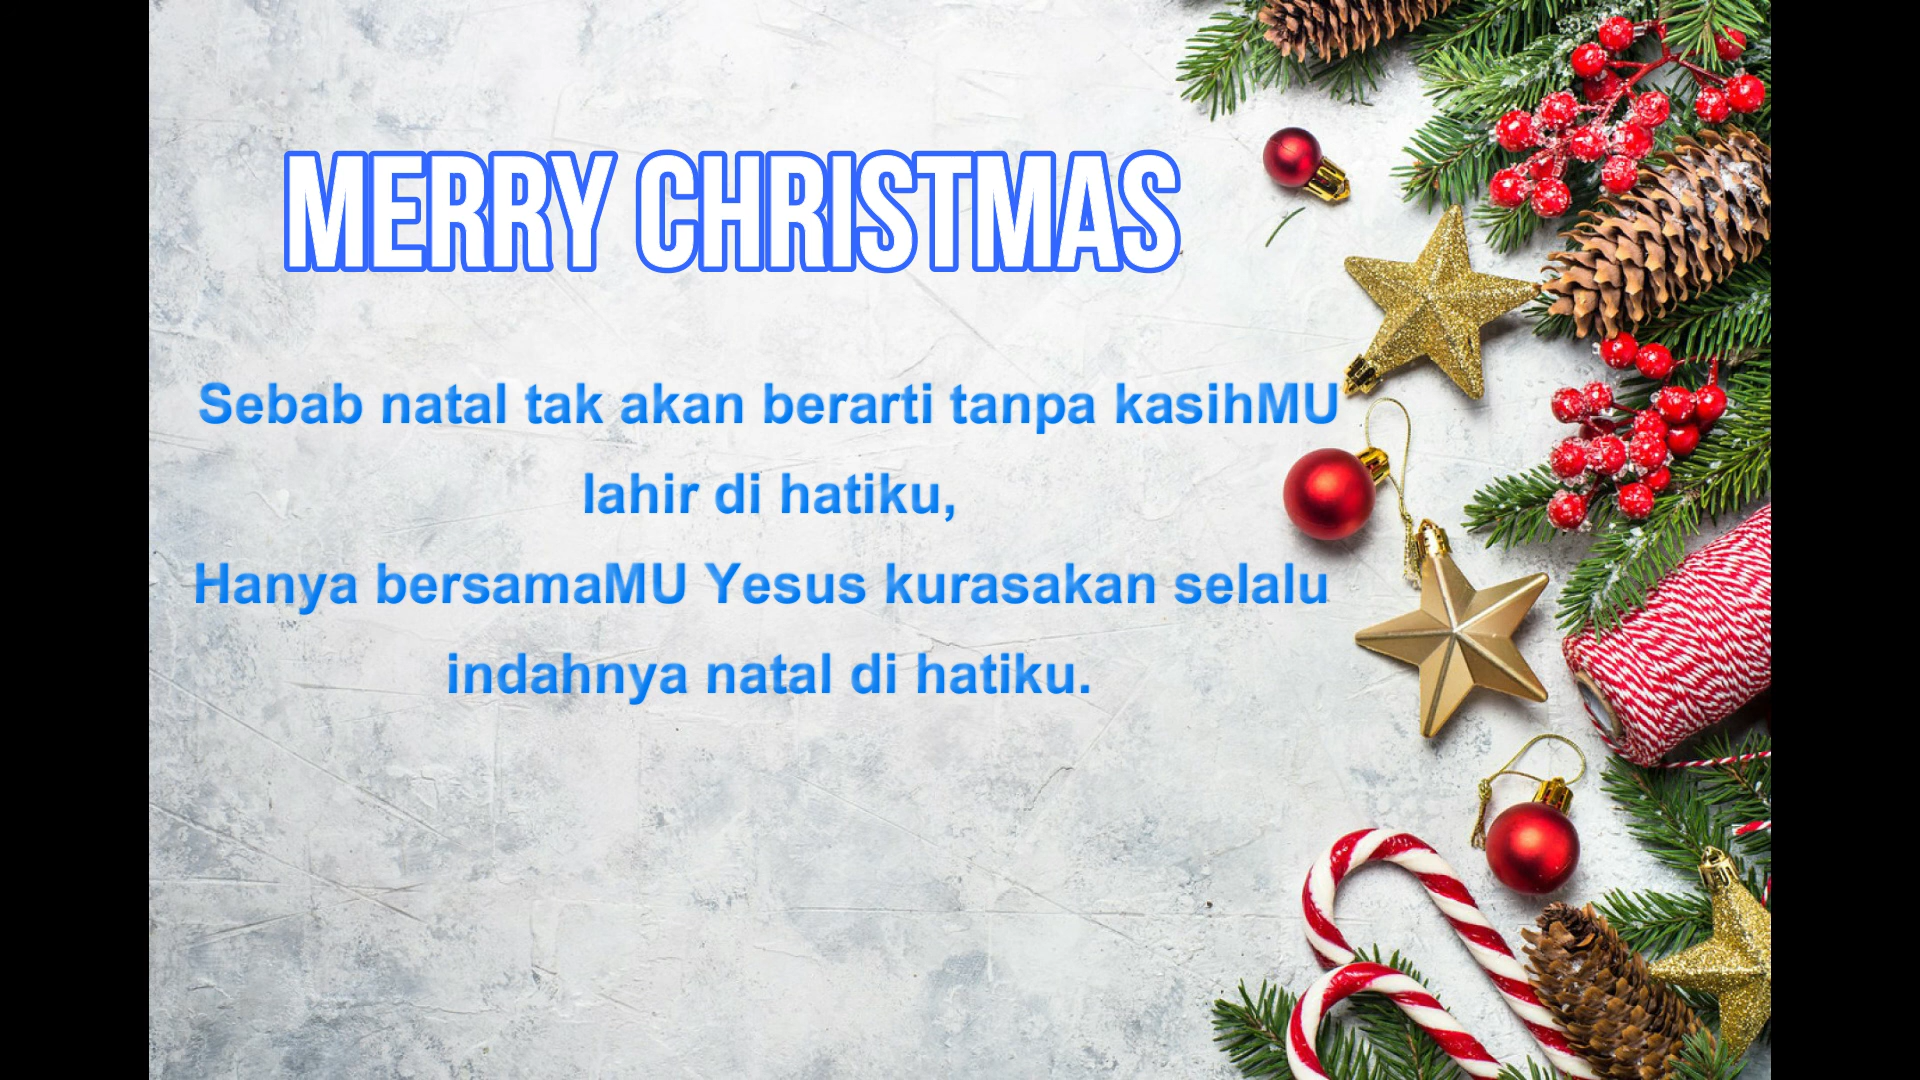 MERRY CHRISTMAS
Sebab natal tak akan berarti tanpa kasihMU
lahir di hatiku,
Hanya bersamaMU Yesus kurasakan selalu
indahnya natal di hatiku.